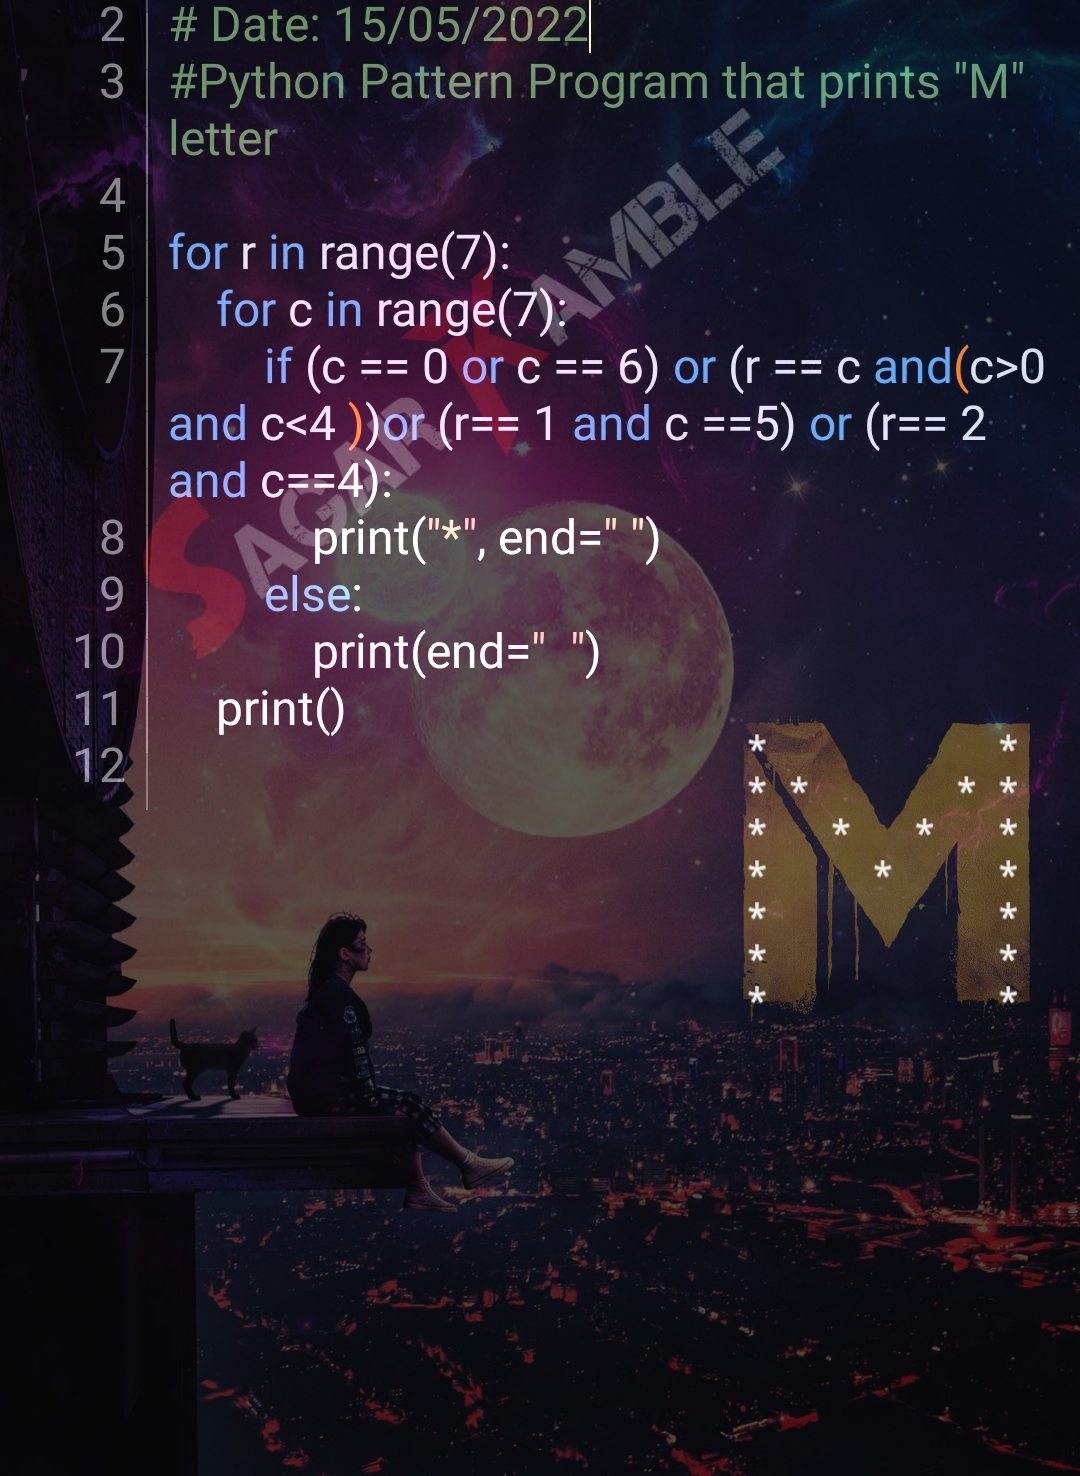 2 # Date: 15/05/2022
3 #Python Pattern Program that prints "M"
letter
4
5 for r in range(7):
6     for c in range(7):
7         if (c == 0 or c == 6) or (r == c and(c>0
and c<4 ))or (r== 1 and c ==5) or (r== 2
and c==4):
8             print("*", end=" ")
9         else:
10             print(end="  ")
11     print()
12
SAGAR KAMBLE
M
*           *
* *       * *
*   *   *   *
*     *     *
*           *
*           *
*           *